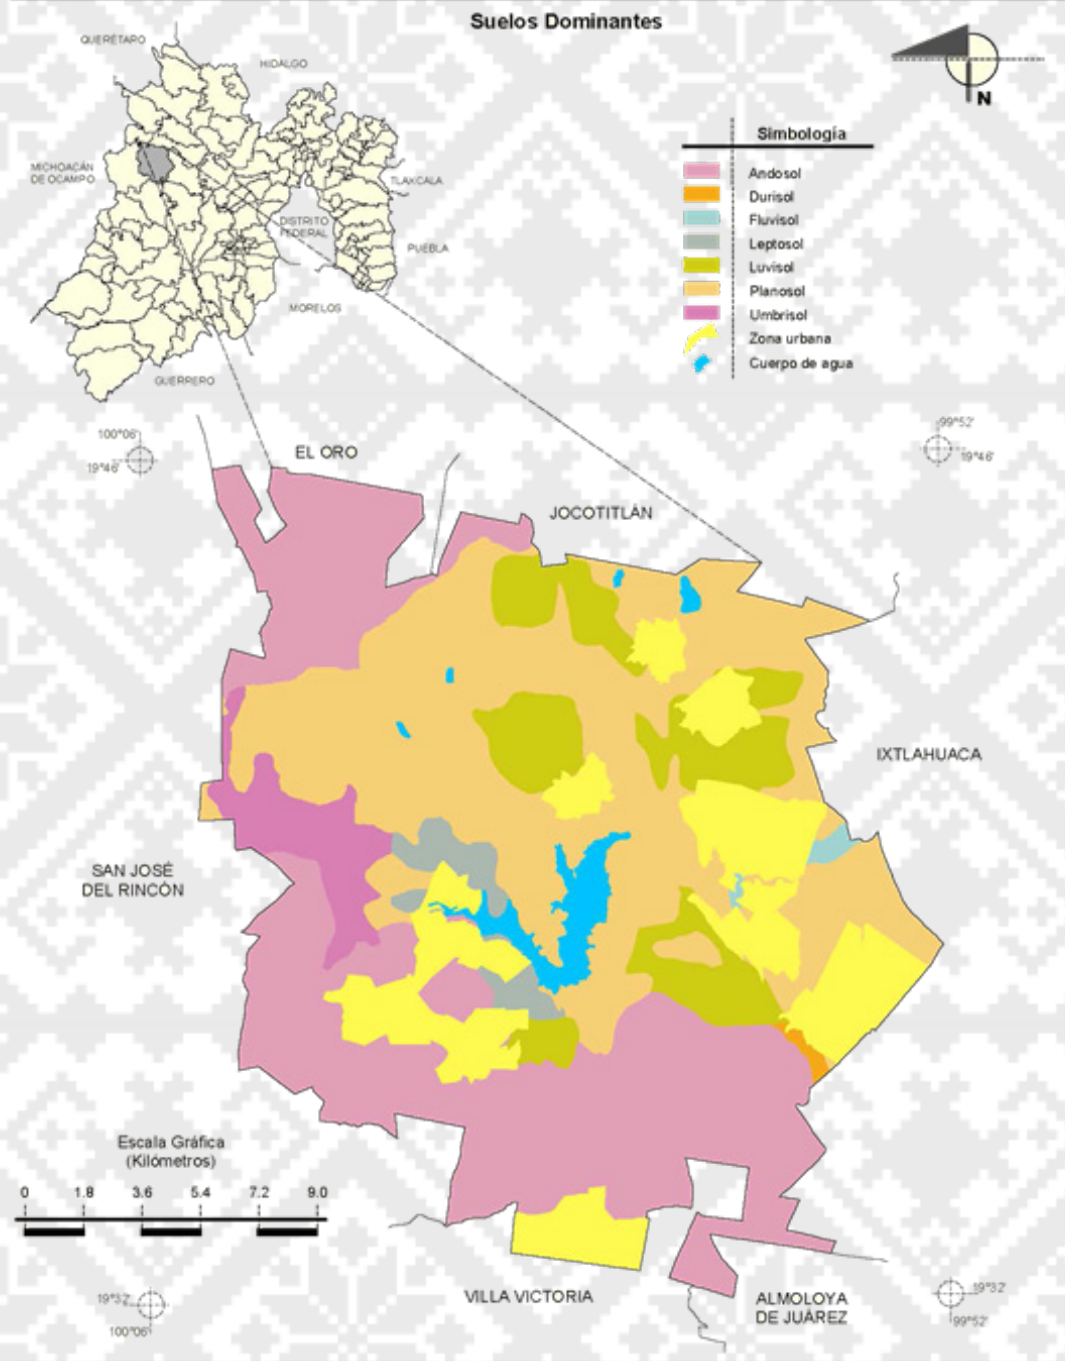 Suelos Dominantes
QUERÉTARO
HIDALGO
MICHOACÁN
DE OCAMPO
TLAXCALA
DISTRITO
FEDERAL
PUEBLA
MORELOS
GUERRERO
N
Simbología
Andosol
Durisol
Fluvisol
Leptosol
Luvisol
Planosol
Umbrisol
Zona urbana
Cuerpo de agua
100°06'
19°46'
99°52'
19°46'
EL ORO
JOCOTITLÁN
IXTLAHUACA
SAN JOSÉ
DEL RINCÓN
Escala Gráfica
(Kilómetros)
0 1.8 3.6 5.4 7.2 9.0
19°32'
100°06'
VILLA VICTORIA
ALMOLOYA
DE JUÁREZ
19°32'
99°52'